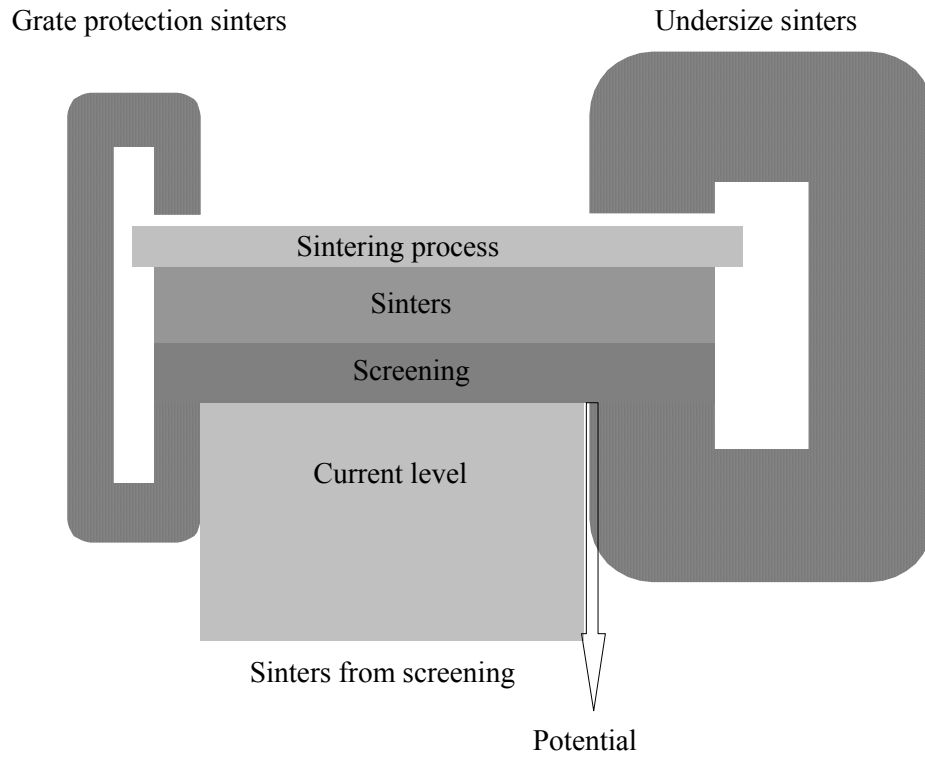 Grate protection sinters
Undersize sinters
Sintering process
Sinters
Screening
Current level
Sinters from screening
Potential